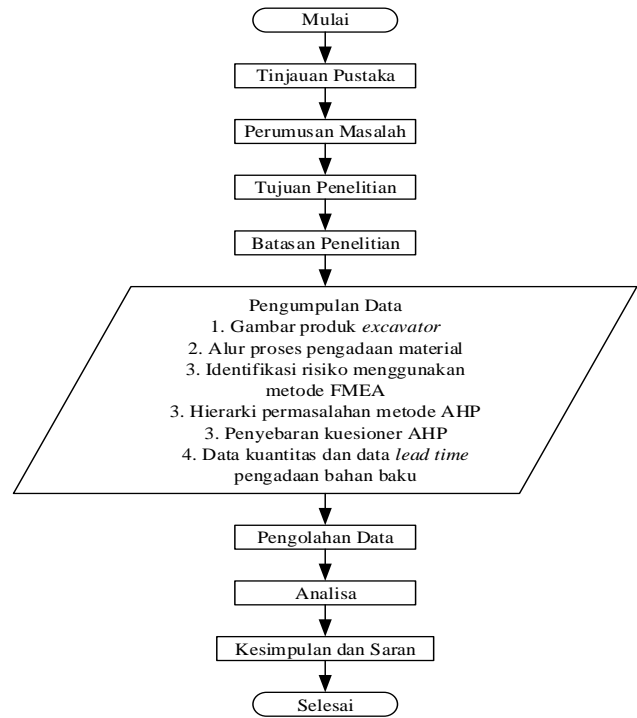 Mulai
Tinjauan Pustaka
Perumusan Masalah
Tujuan Penelitian
Batasan Penelitian
Pengumpulan Data
1. Gambar produk excavator
2. Alur proses pengadaan material
3. Identifikasi risiko menggunakan
metode FMEA
3. Hierarki permasalahan metode AHP
3. Penyebaran kuesioner AHP
4. Data kuantitas dan data lead time
pengadaan bahan baku
Pengolahan Data
Analisa
Kesimpulan dan Saran
Selesai